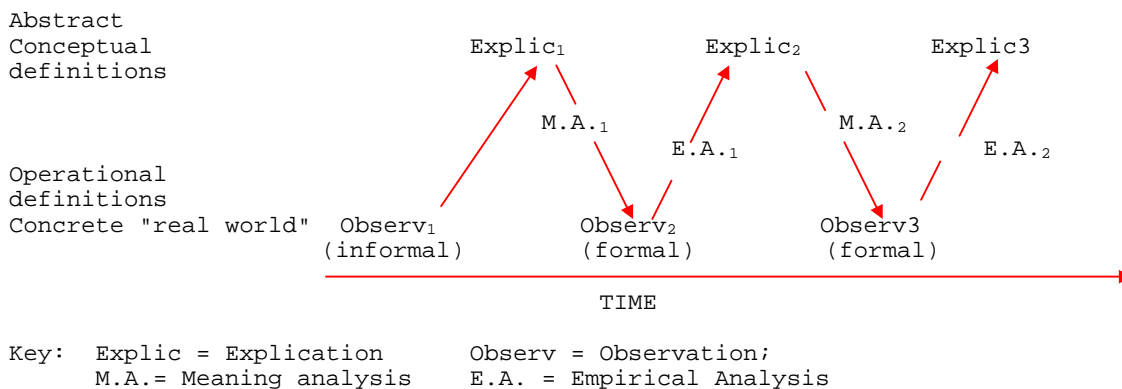 Abstract
Conceptual Explic₁ Explic₂ Explic3
definitions
M.A.₁ M.A.₂
E.A.₁ E.A.₂
Operational
definitions
Concrete "real world" Observ₁ Observ₂ Observ3
(informal) (formal) (formal)
TIME
Key: Explic = Explication Observ = Observation;
M.A.= Meaning analysis E.A. = Empirical Analysis